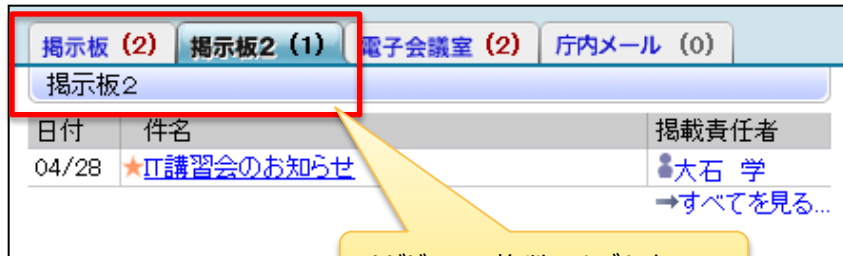 掲示板 (2) 掲示板2 (1) 電子会議室 (2) 庁内メール (0)
掲示板2
日付 件名 掲載責任者
04/28 ★IT講習会のお知らせ 大石 学
➡すべてを見る...